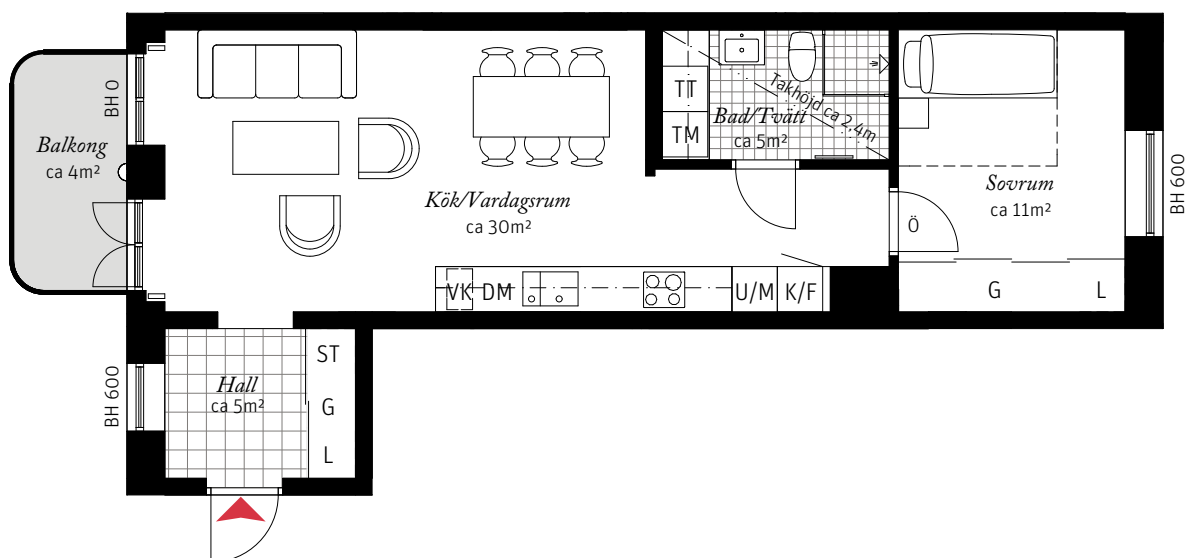 BH 0
Balkong
ca 4m²
Kök/Vardagsrum
ca 30m²
TT
TM
Takhöjd ca 2,4m
Bad/Tvätt
ca 5m²
Sovrum
ca 11m²
BH 600
Ö
G
L
VK
DM
U/M
K/F
BH 600
Hall
ca 5m²
ST
G
L